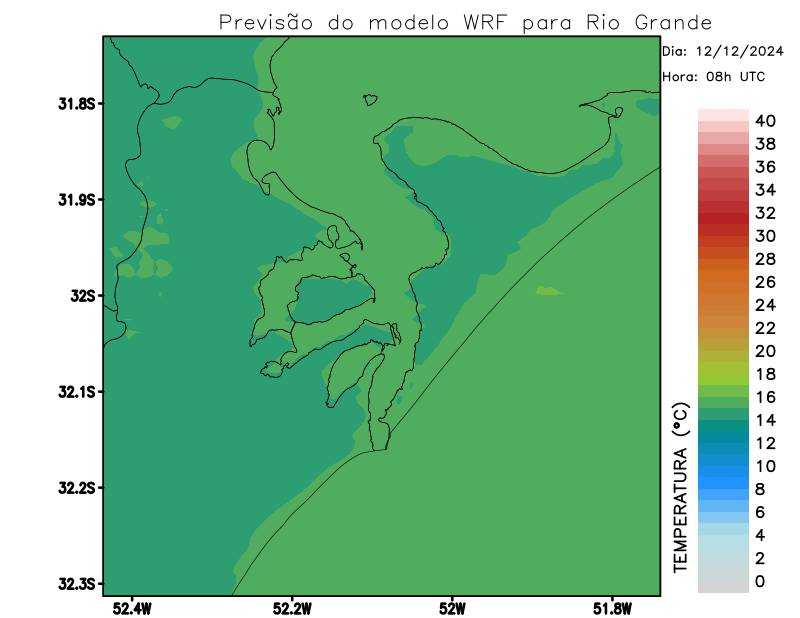 Previsão do modelo WRF para Rio Grande
Dia: 12/12/2024
Hora: 08h UTC
31.8S
31.9S
32S
32.1S
32.2S
32.3S
52.4W
52.2W
52W
51.8W
TEMPERATURA (°C)
40
38
36
34
32
30
28
26
24
22
20
18
16
14
12
10
8
6
4
2
0